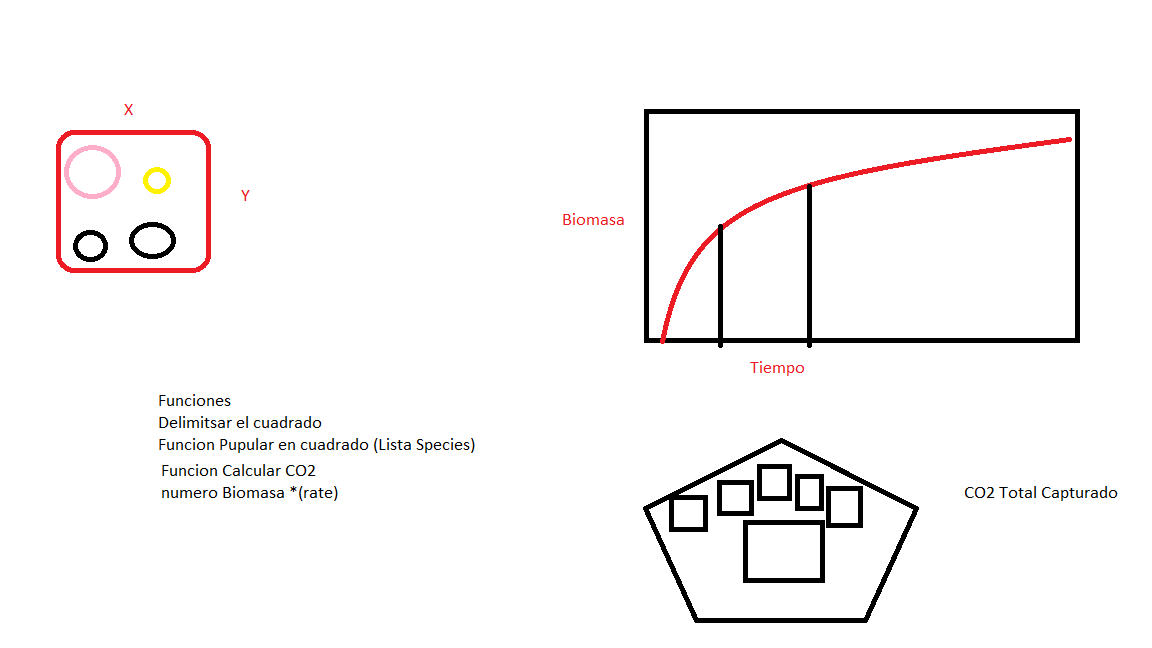 X
Y
Biomasa
Tiempo
Funciones
Delimitsar el cuadrado
Funcion Pupular en cuadrado (Lista Species)
Funcion Calcular CO2
numero Biomasa *(rate)
CO2 Total Capturado